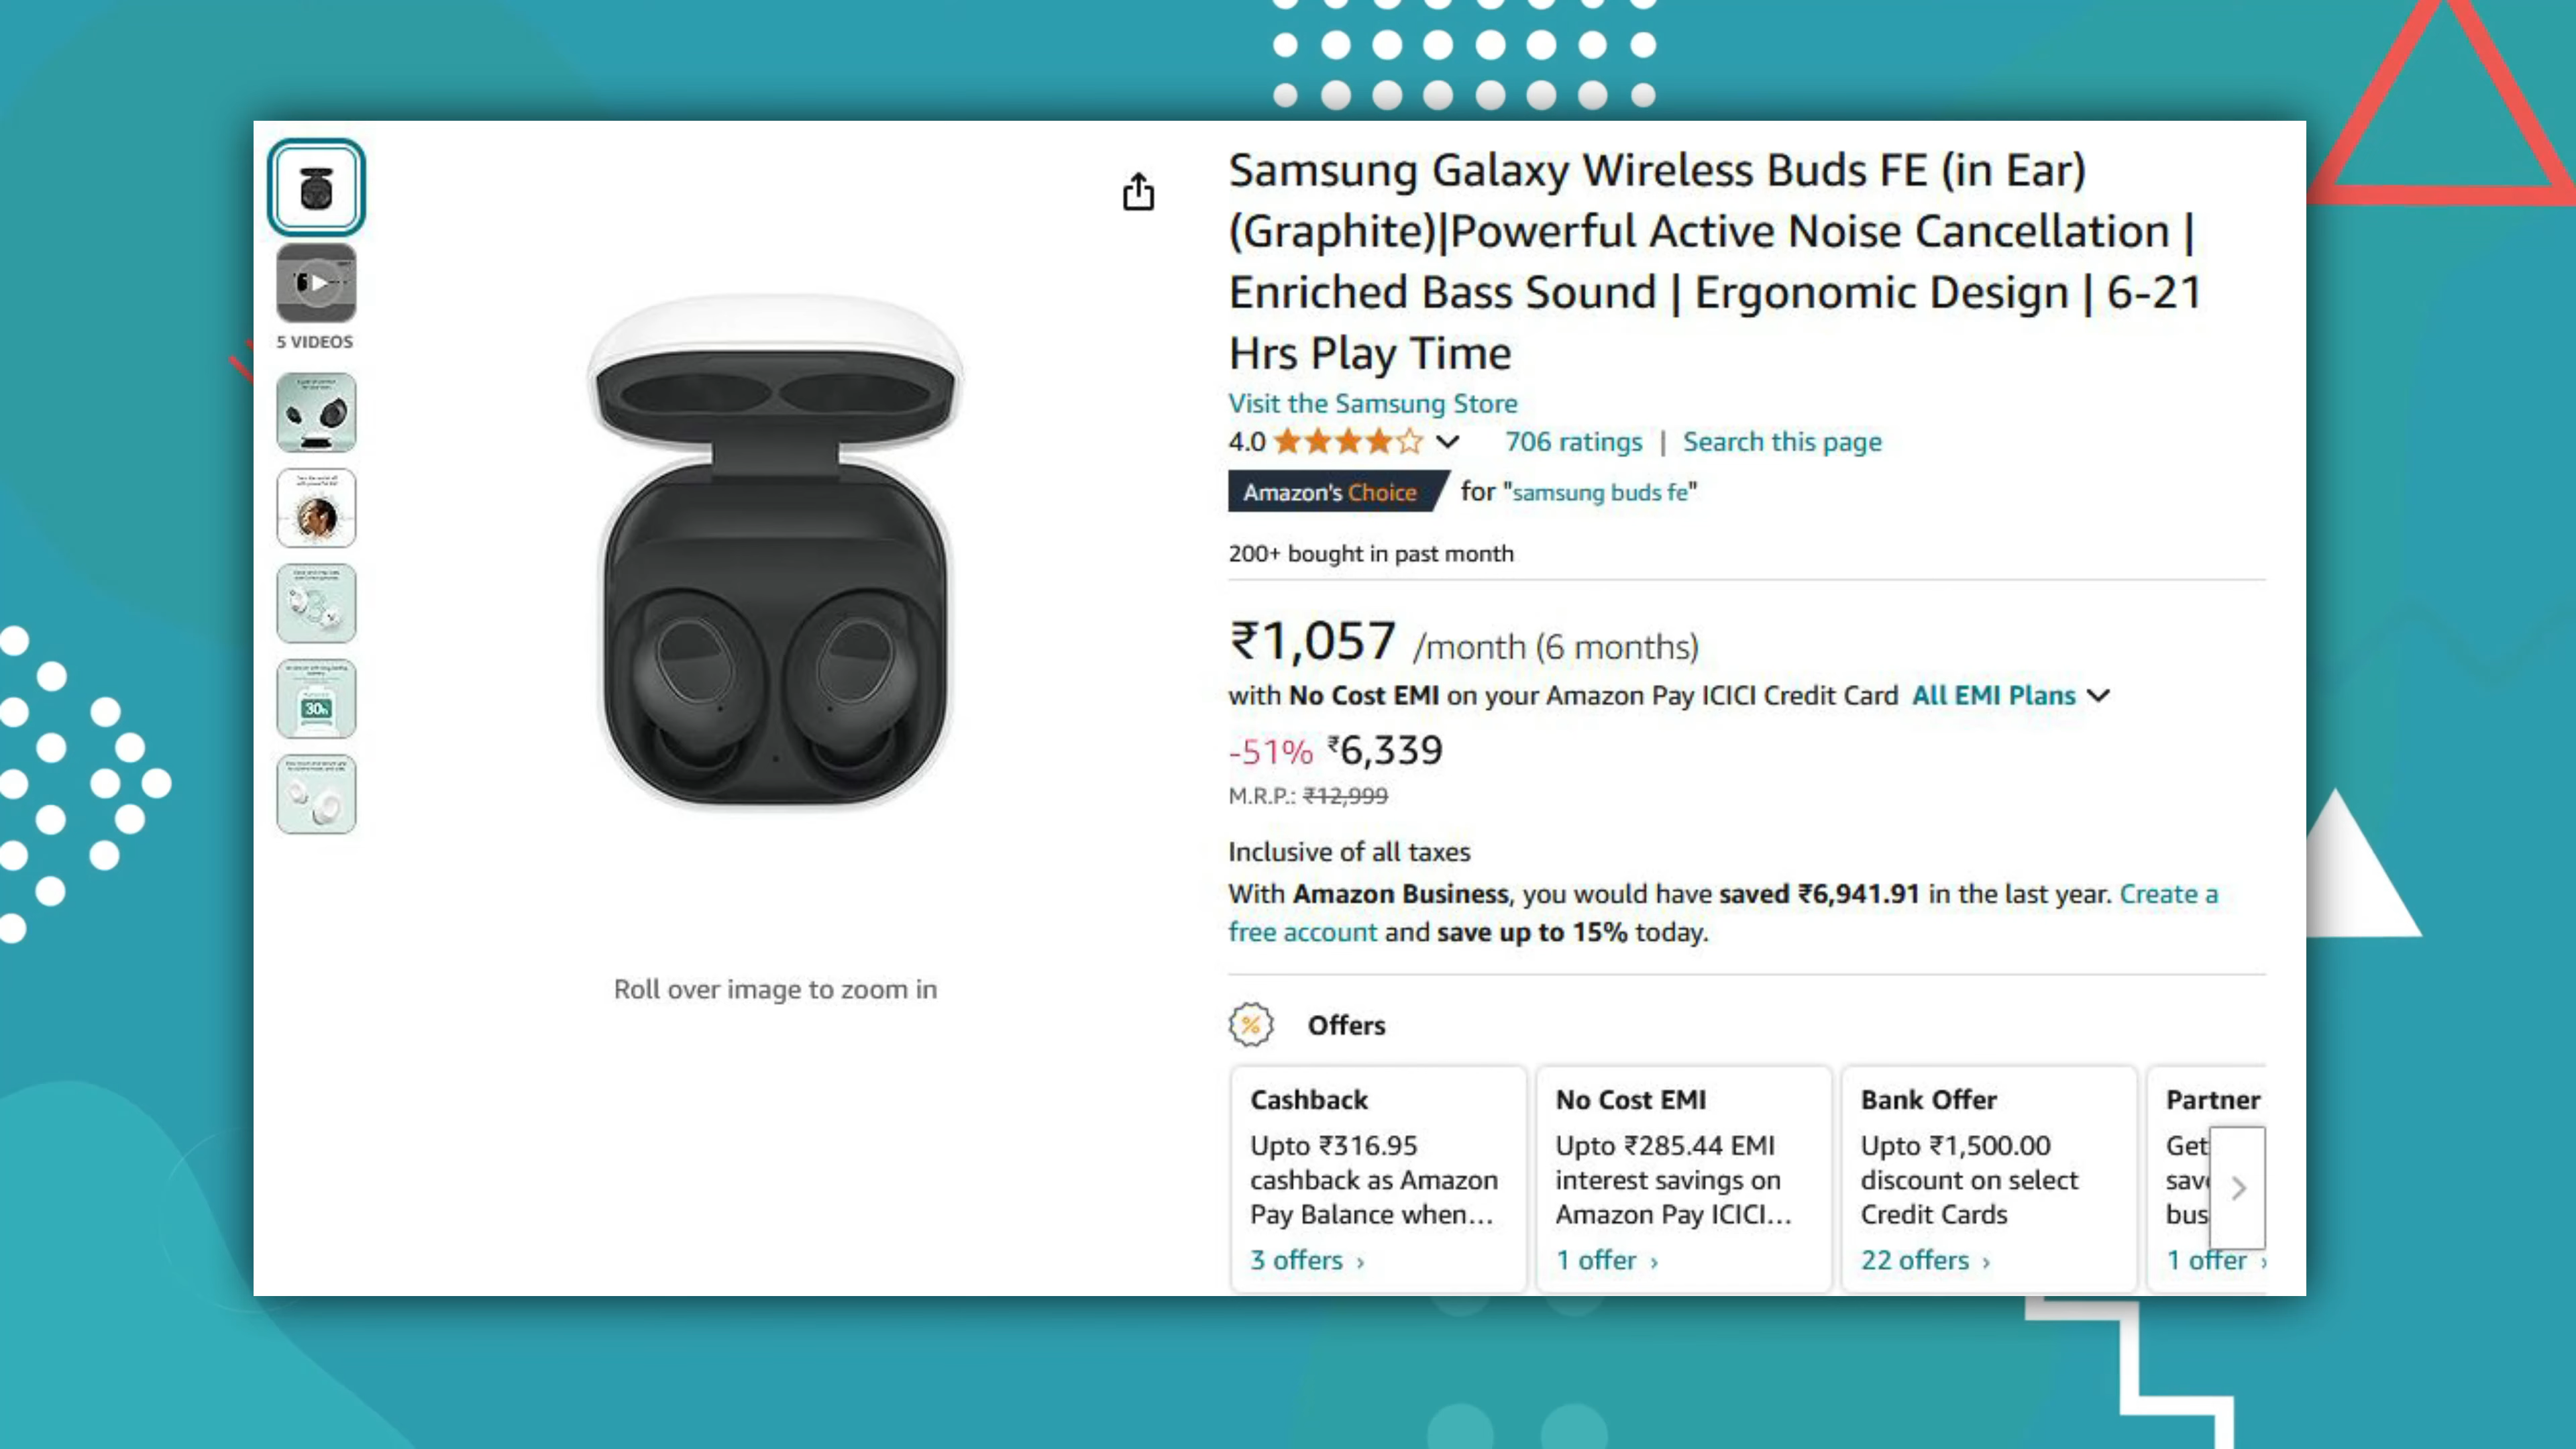 Samsung Galaxy Wireless Buds FE (in Ear)
(Graphite)|Powerful Active Noise Cancellation |
Enriched Bass Sound | Ergonomic Design | 6-21
Hrs Play Time
Visit the Samsung Store
4.0
706 ratings | Search this page
Amazon's Choice for "samsung buds fe"
200+ bought in past month
₹1,057 /month (6 months)
with No Cost EMI on your Amazon Pay ICICI Credit Card All EMI Plans
-51% ₹6,339
M.R.P.: ₹12,999
Inclusive of all taxes
With Amazon Business, you would have saved ₹6,941.91 in the last year. Create a
free account and save up to 15% today.
5 VIDEOS
30h
Roll over image to zoom in
% Offers
Cashback
Upto ₹316.95
cashback as Amazon
Pay Balance when…
3 offers ›
No Cost EMI
Upto ₹285.44 EMI
interest savings on
Amazon Pay ICICI…
1 offer ›
Bank Offer
Upto ₹1,500.00
discount on select
Credit Cards
22 offers ›
Partner
Get
sav
bus
1 offer ›